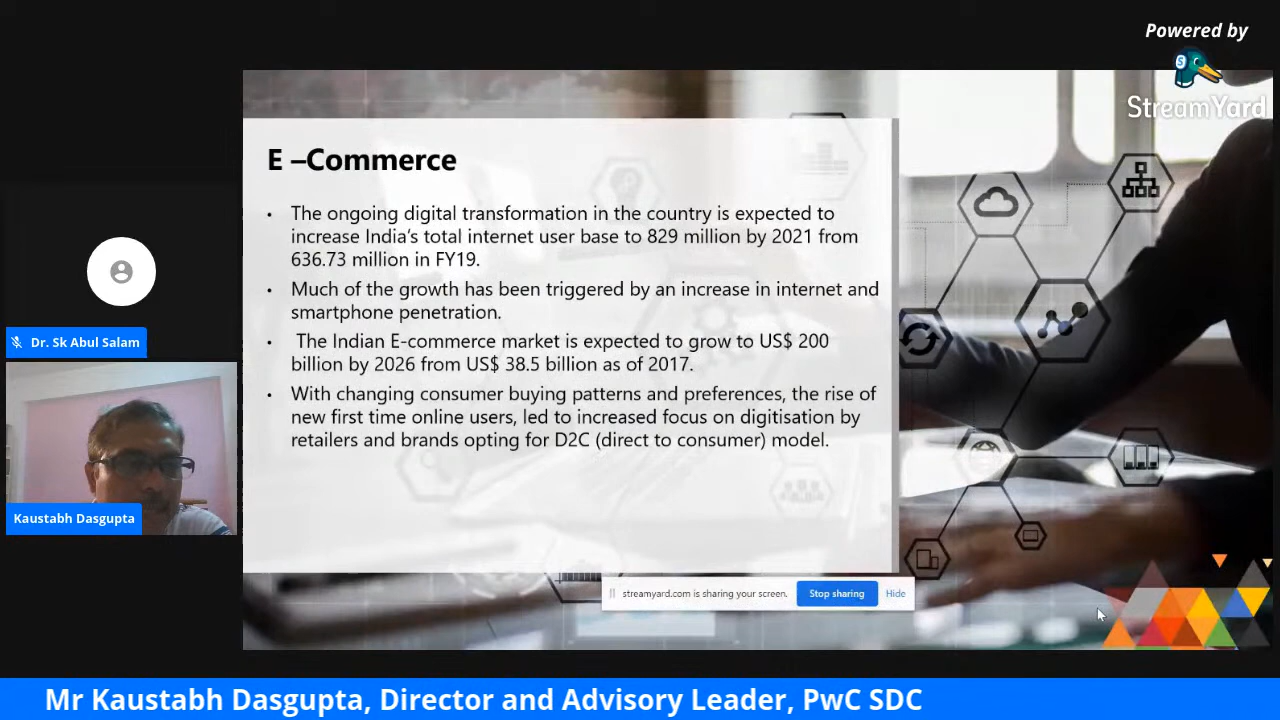 Powered by
StreamYard
E –Commerce
• The ongoing digital transformation in the country is expected to
increase India's total internet user base to 829 million by 2021 from
636.73 million in FY19.
• Much of the growth has been triggered by an increase in internet and
smartphone penetration.
• The Indian E-commerce market is expected to grow to US$ 200
billion by 2026 from US$ 38.5 billion as of 2017.
• With changing consumer buying patterns and preferences, the rise of
new first time online users, led to increased focus on digitisation by
retailers and brands opting for D2C (direct to consumer) model.
Dr. Sk Abul Salam
Kaustabh Dasgupta
streamyard.com is sharing your screen.
Stop sharing
Hide
Mr Kaustabh Dasgupta, Director and Advisory Leader, PwC SDC